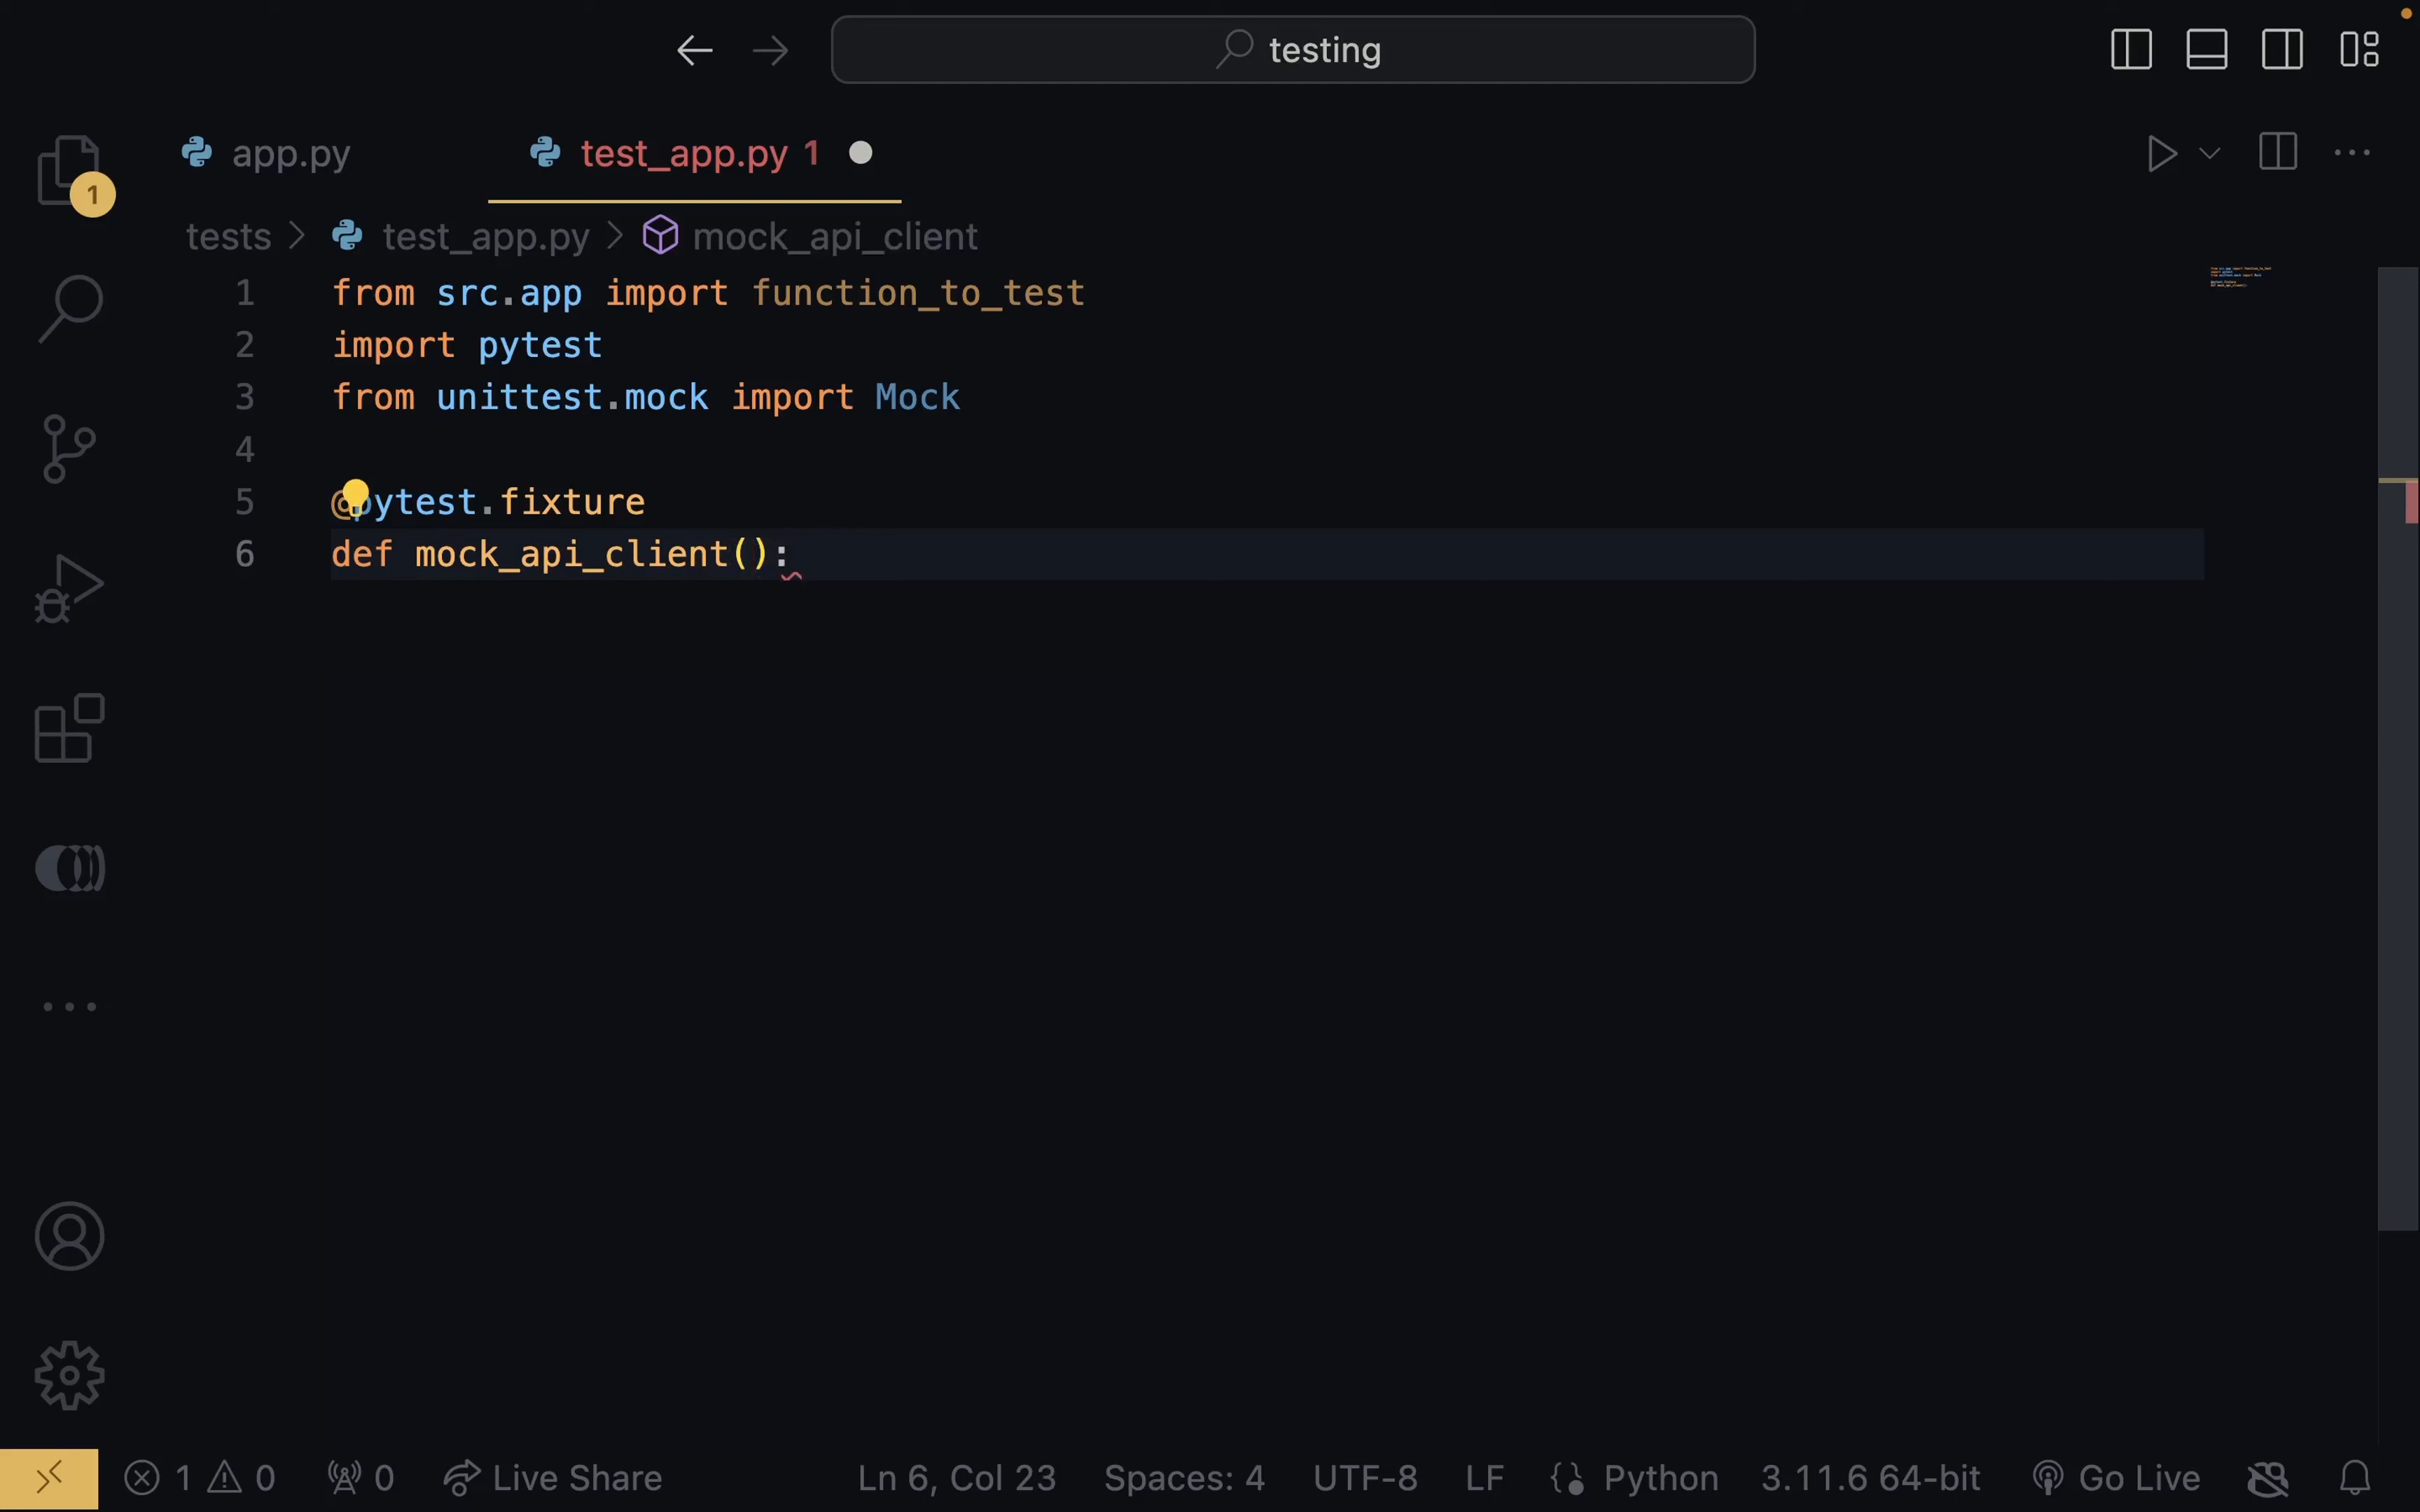 testing
1
app.py
test_app.py 1
tests > test_app.py > mock_api_client
1 from src.app import function_to_test
2 import pytest
3 from unittest.mock import Mock
4
5 @pytest.fixture
6 def mock_api_client():
1 0 0 Live Share Ln 6, Col 23 Spaces: 4 UTF-8 LF Python 3.11.6 64-bit Go Live